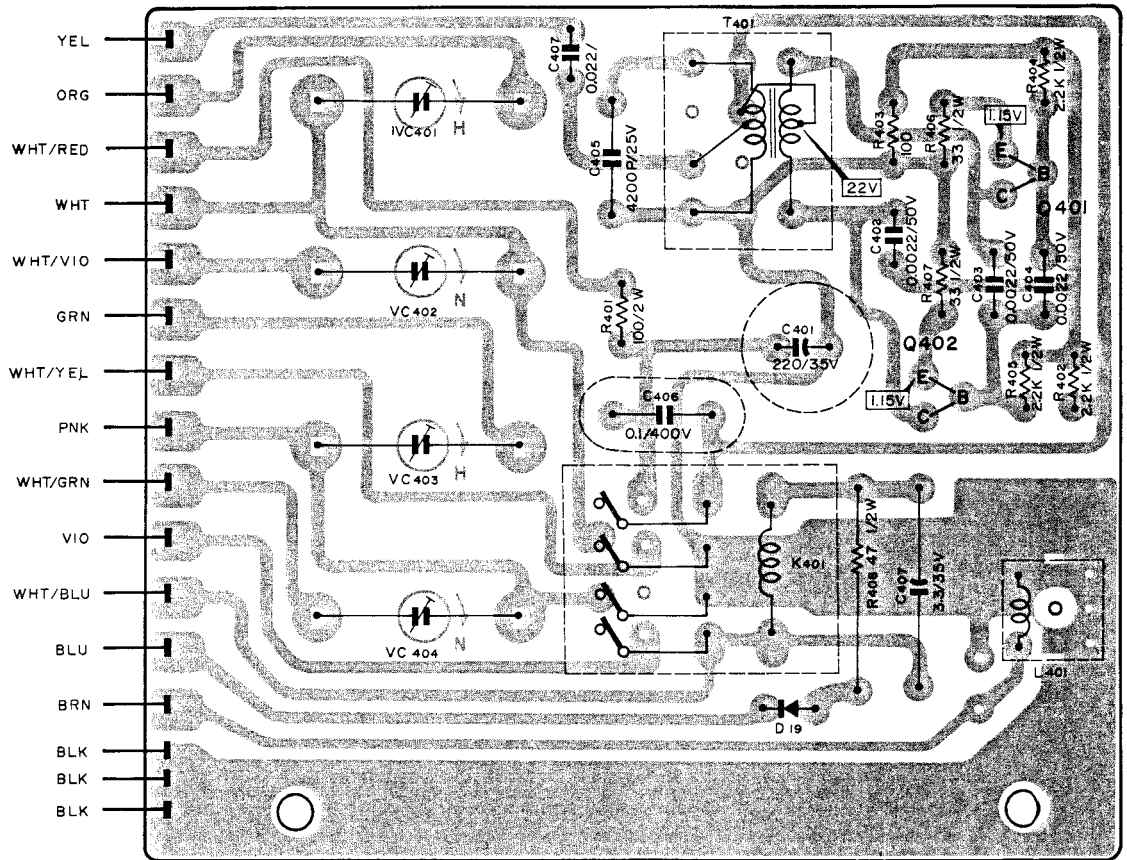 YEL
ORG
WHT/RED
WHT
WHT/VIO
GRN
WHT/YEL
PNK
WHT/GRN
VIO
WHT/BLU
BLU
BRN
BLK
BLK
BLK
VC401
H
VC402
N
VC403
H
VC404
N
C407
0.022/
C405
4200P/25V
T401
22V
R403
100
R406
33 1/2W
R404
2.2K 1/2W
1.15V
E
B
C
Q401
C402
0.0022/50V
R407
33 1/2W
C403
0.0022/50V
C404
0.0022/50V
R401
100/2W
C401
220/35V
Q402
E
B
C
1.15V
R405
2.2K 1/2W
R402
2.2K 1/2W
C406
0.1/400V
K401
R408 47 1/2W
C407
3.3/35V
L401
D19